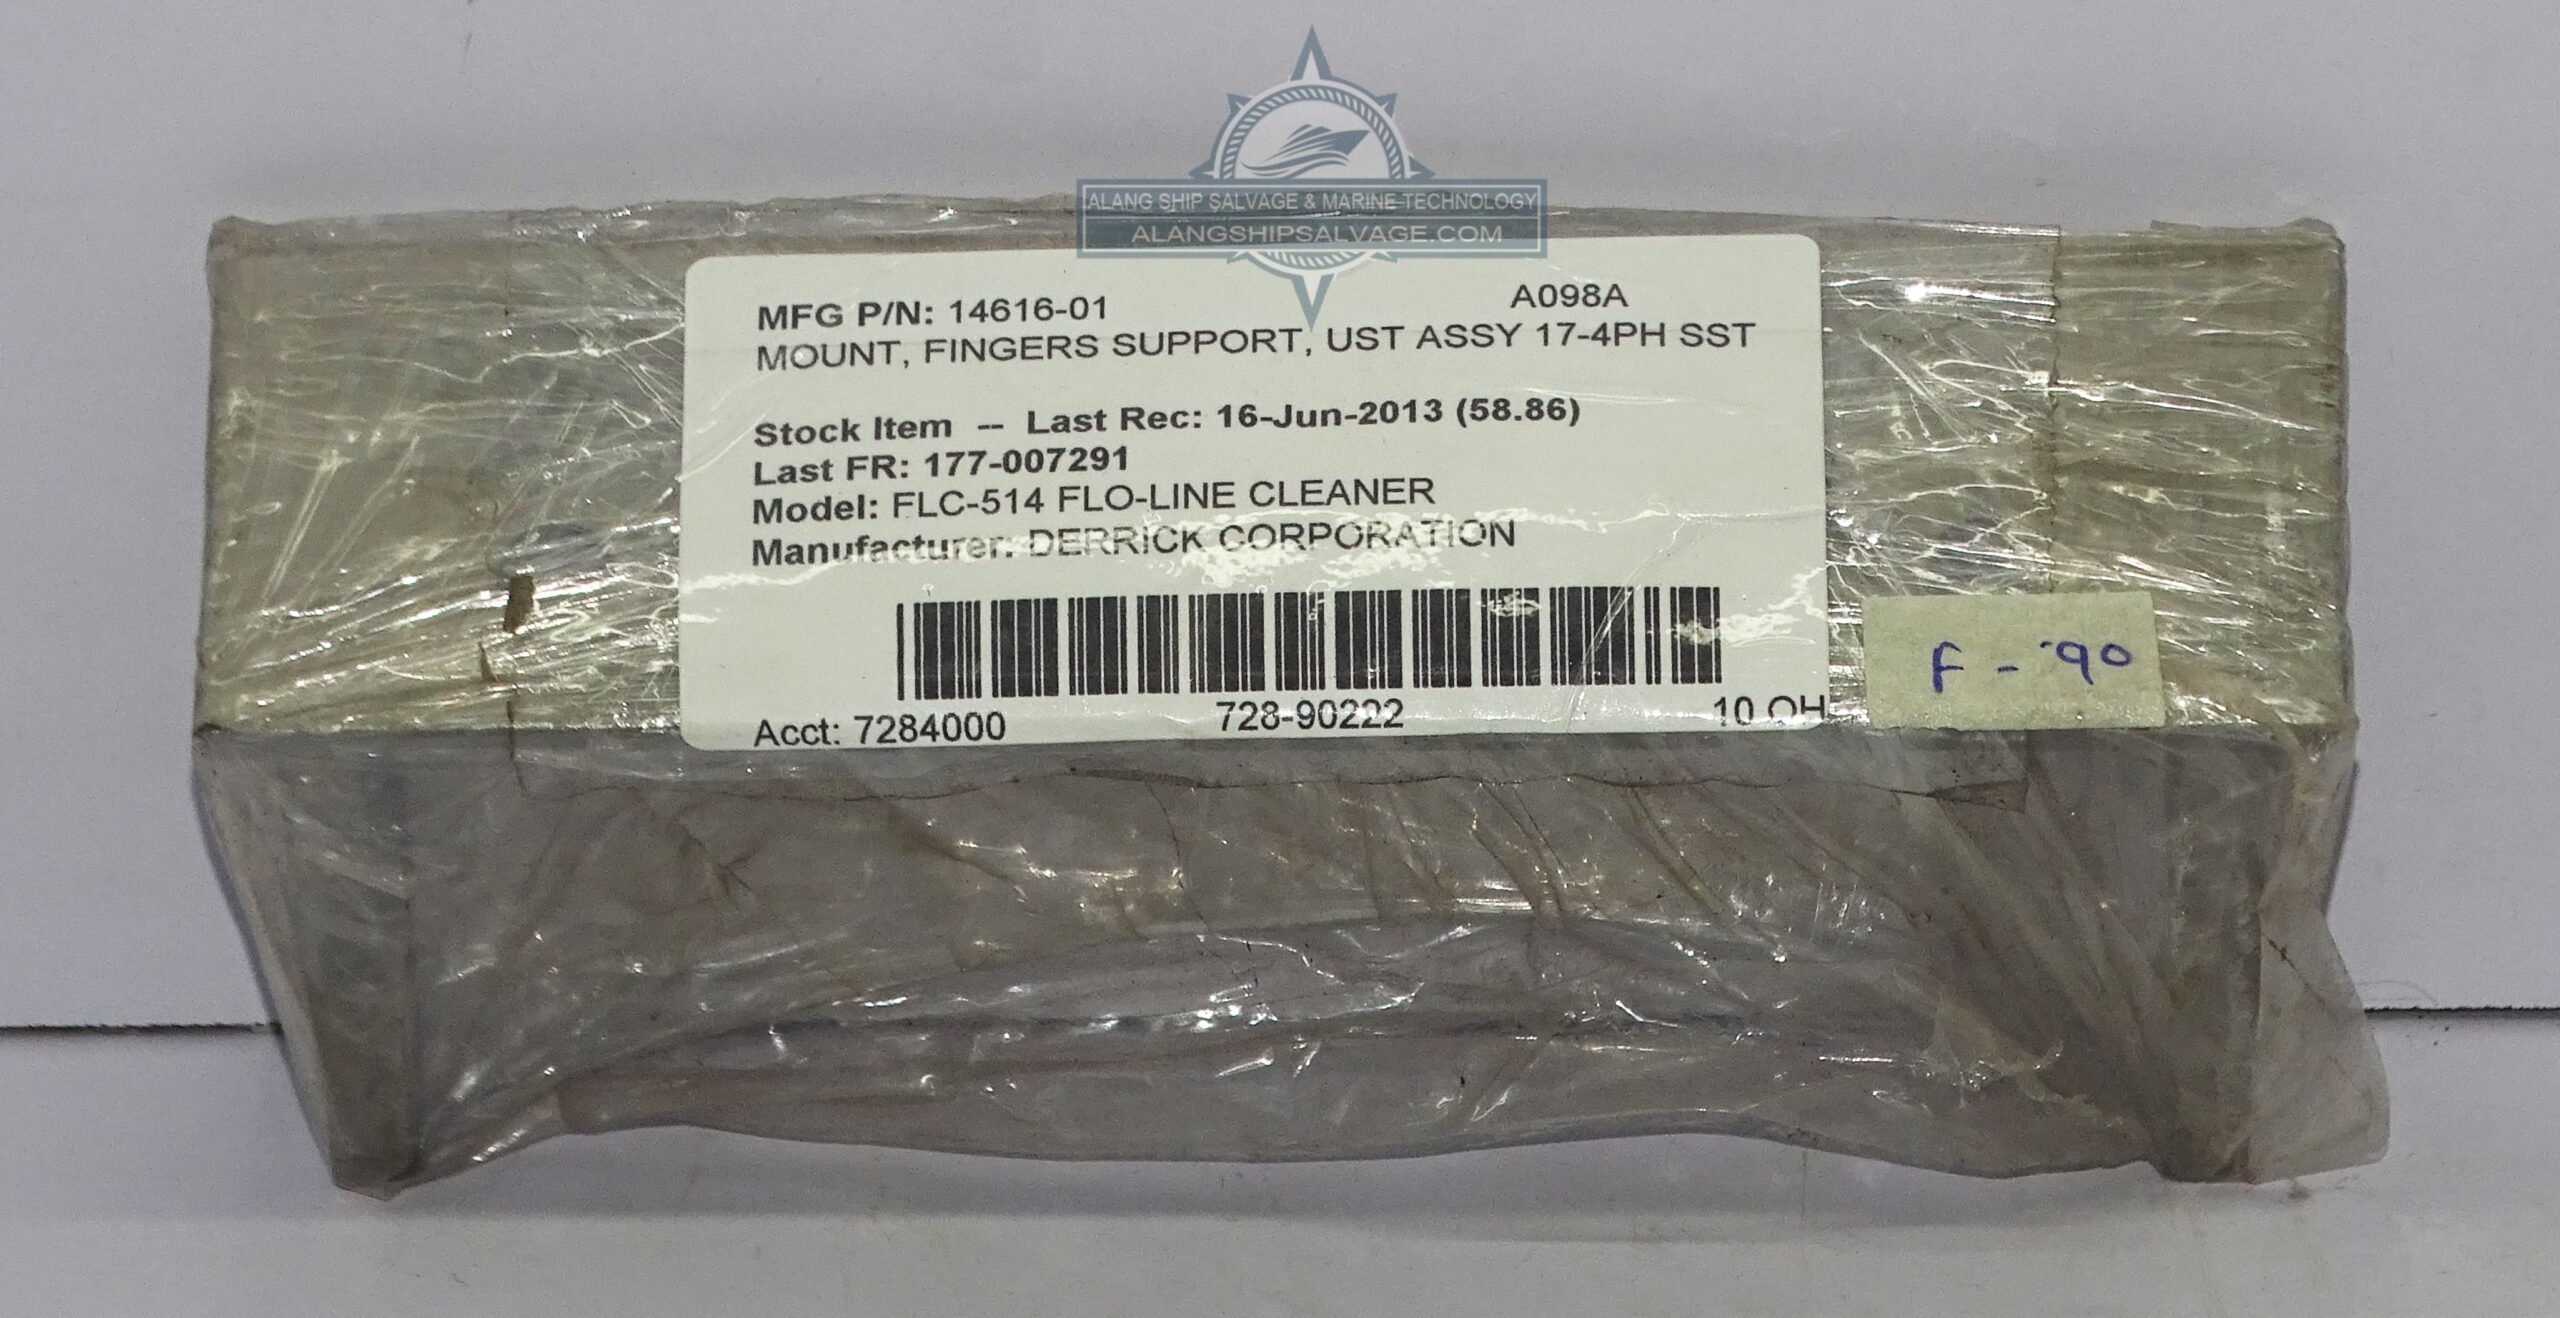 ALANG SHIP SALVAGE & MARINE TECHNOLOGY
ALANGSHIPSALVAGE.COM
MFG P/N: 14616-01 A098A
MOUNT, FINGERS SUPPORT, UST ASSY 17-4PH SST
Stock Item -- Last Rec: 16-Jun-2013 (58.86)
Last FR: 177-007291
Model: FLC-514 FLO-LINE CLEANER
Manufacturer: DERRICK CORPORATION
Acct: 7284000 728-90222 10 OH
F - 90